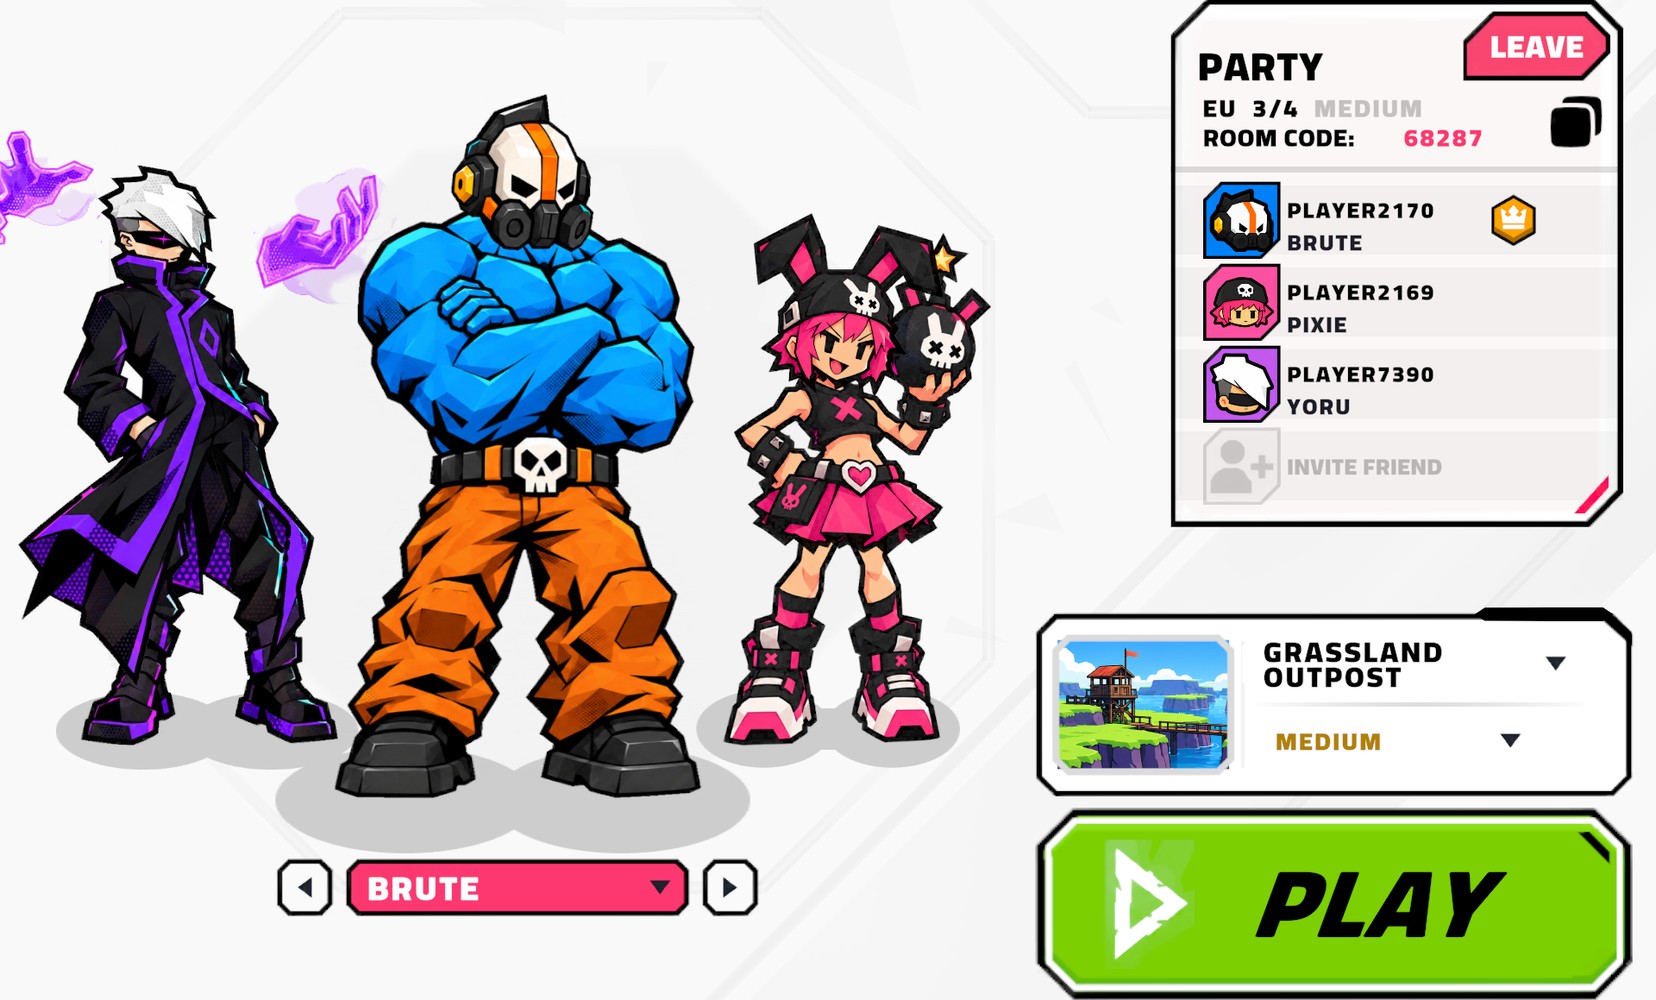 PARTY
LEAVE
EU 3/4 MEDIUM
ROOM CODE: 68287
PLAYER2170
BRUTE
PLAYER2169
PIXIE
PLAYER7390
YORU
INVITE FRIEND
GRASSLAND
OUTPOST
MEDIUM
BRUTE
PLAY